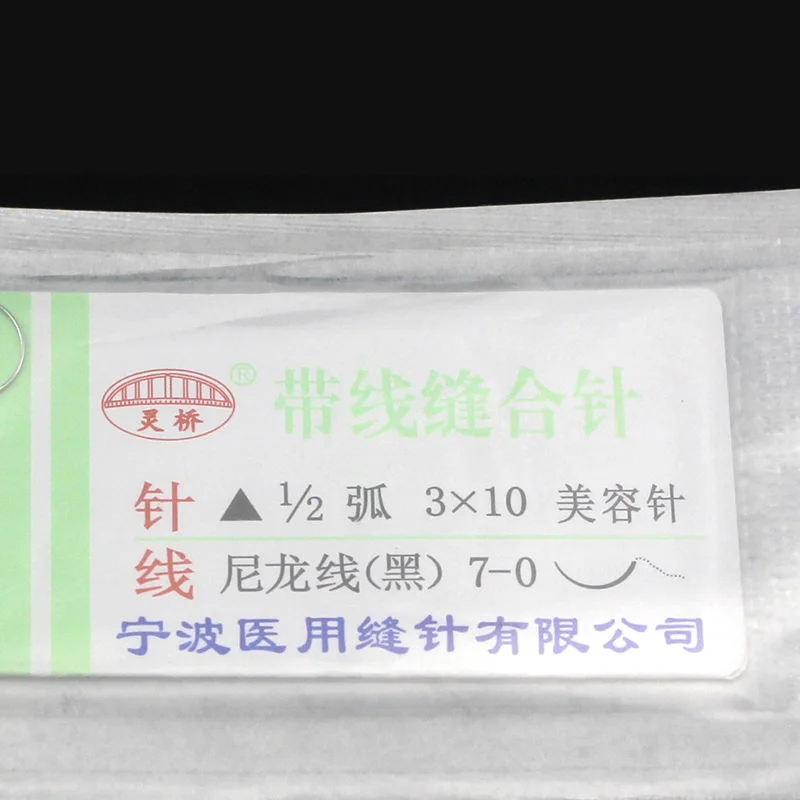 灵桥
® 带线缝合针
针 ▲ 1/2 弧 3×10 美容针
线 尼龙线(黑) 7-0
宁波医用缝针有限公司